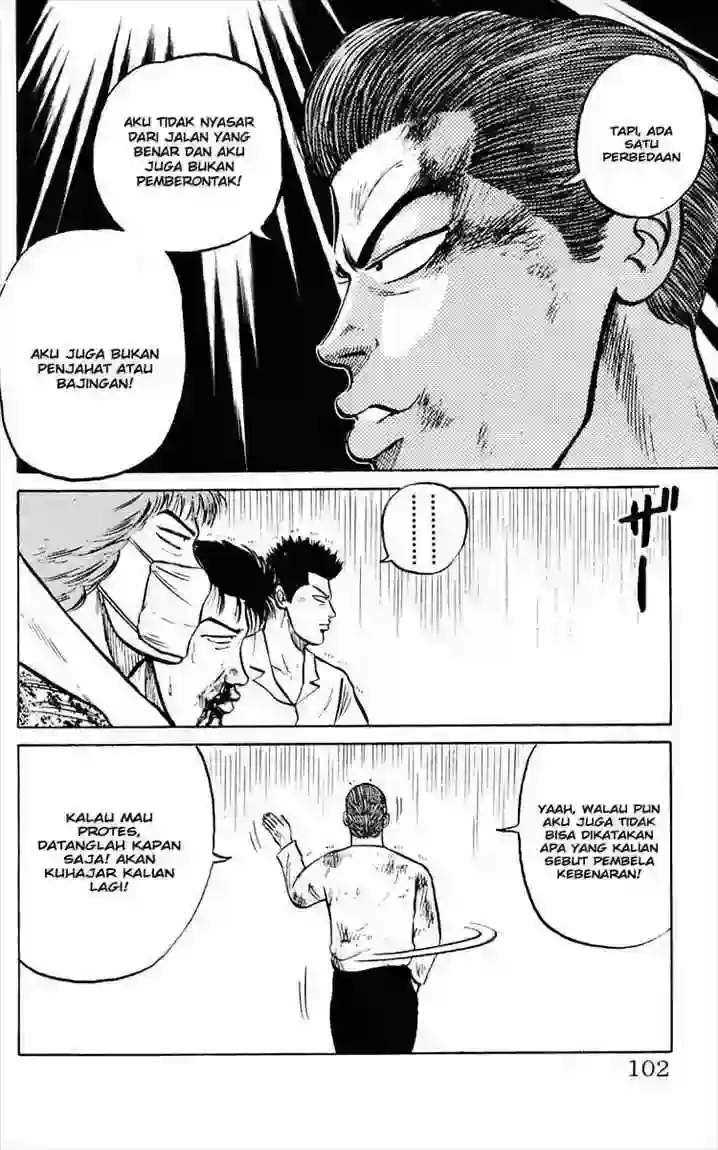 TAPI, ADA
SATU
PERBEDAAN
AKU TIDAK NYASAR
DARI JALAN YANG
BENAR DAN AKU
JUGA BUKAN
PEMBERONTAK!
AKU JUGA BUKAN
PENJAHAT ATAU
BAJINGAN!
ザー
YAAH, WALAU PUN
AKU JUGA TIDAK
BISA DIKATAKAN
APA YANG KALIAN
SEBUT PEMBELA
KEBENARAN!
KALAU MAU
PROTES,
DATANGLAH KAPAN
SAJA! AKAN
KUHAJAR KALIAN
LAGI!
102